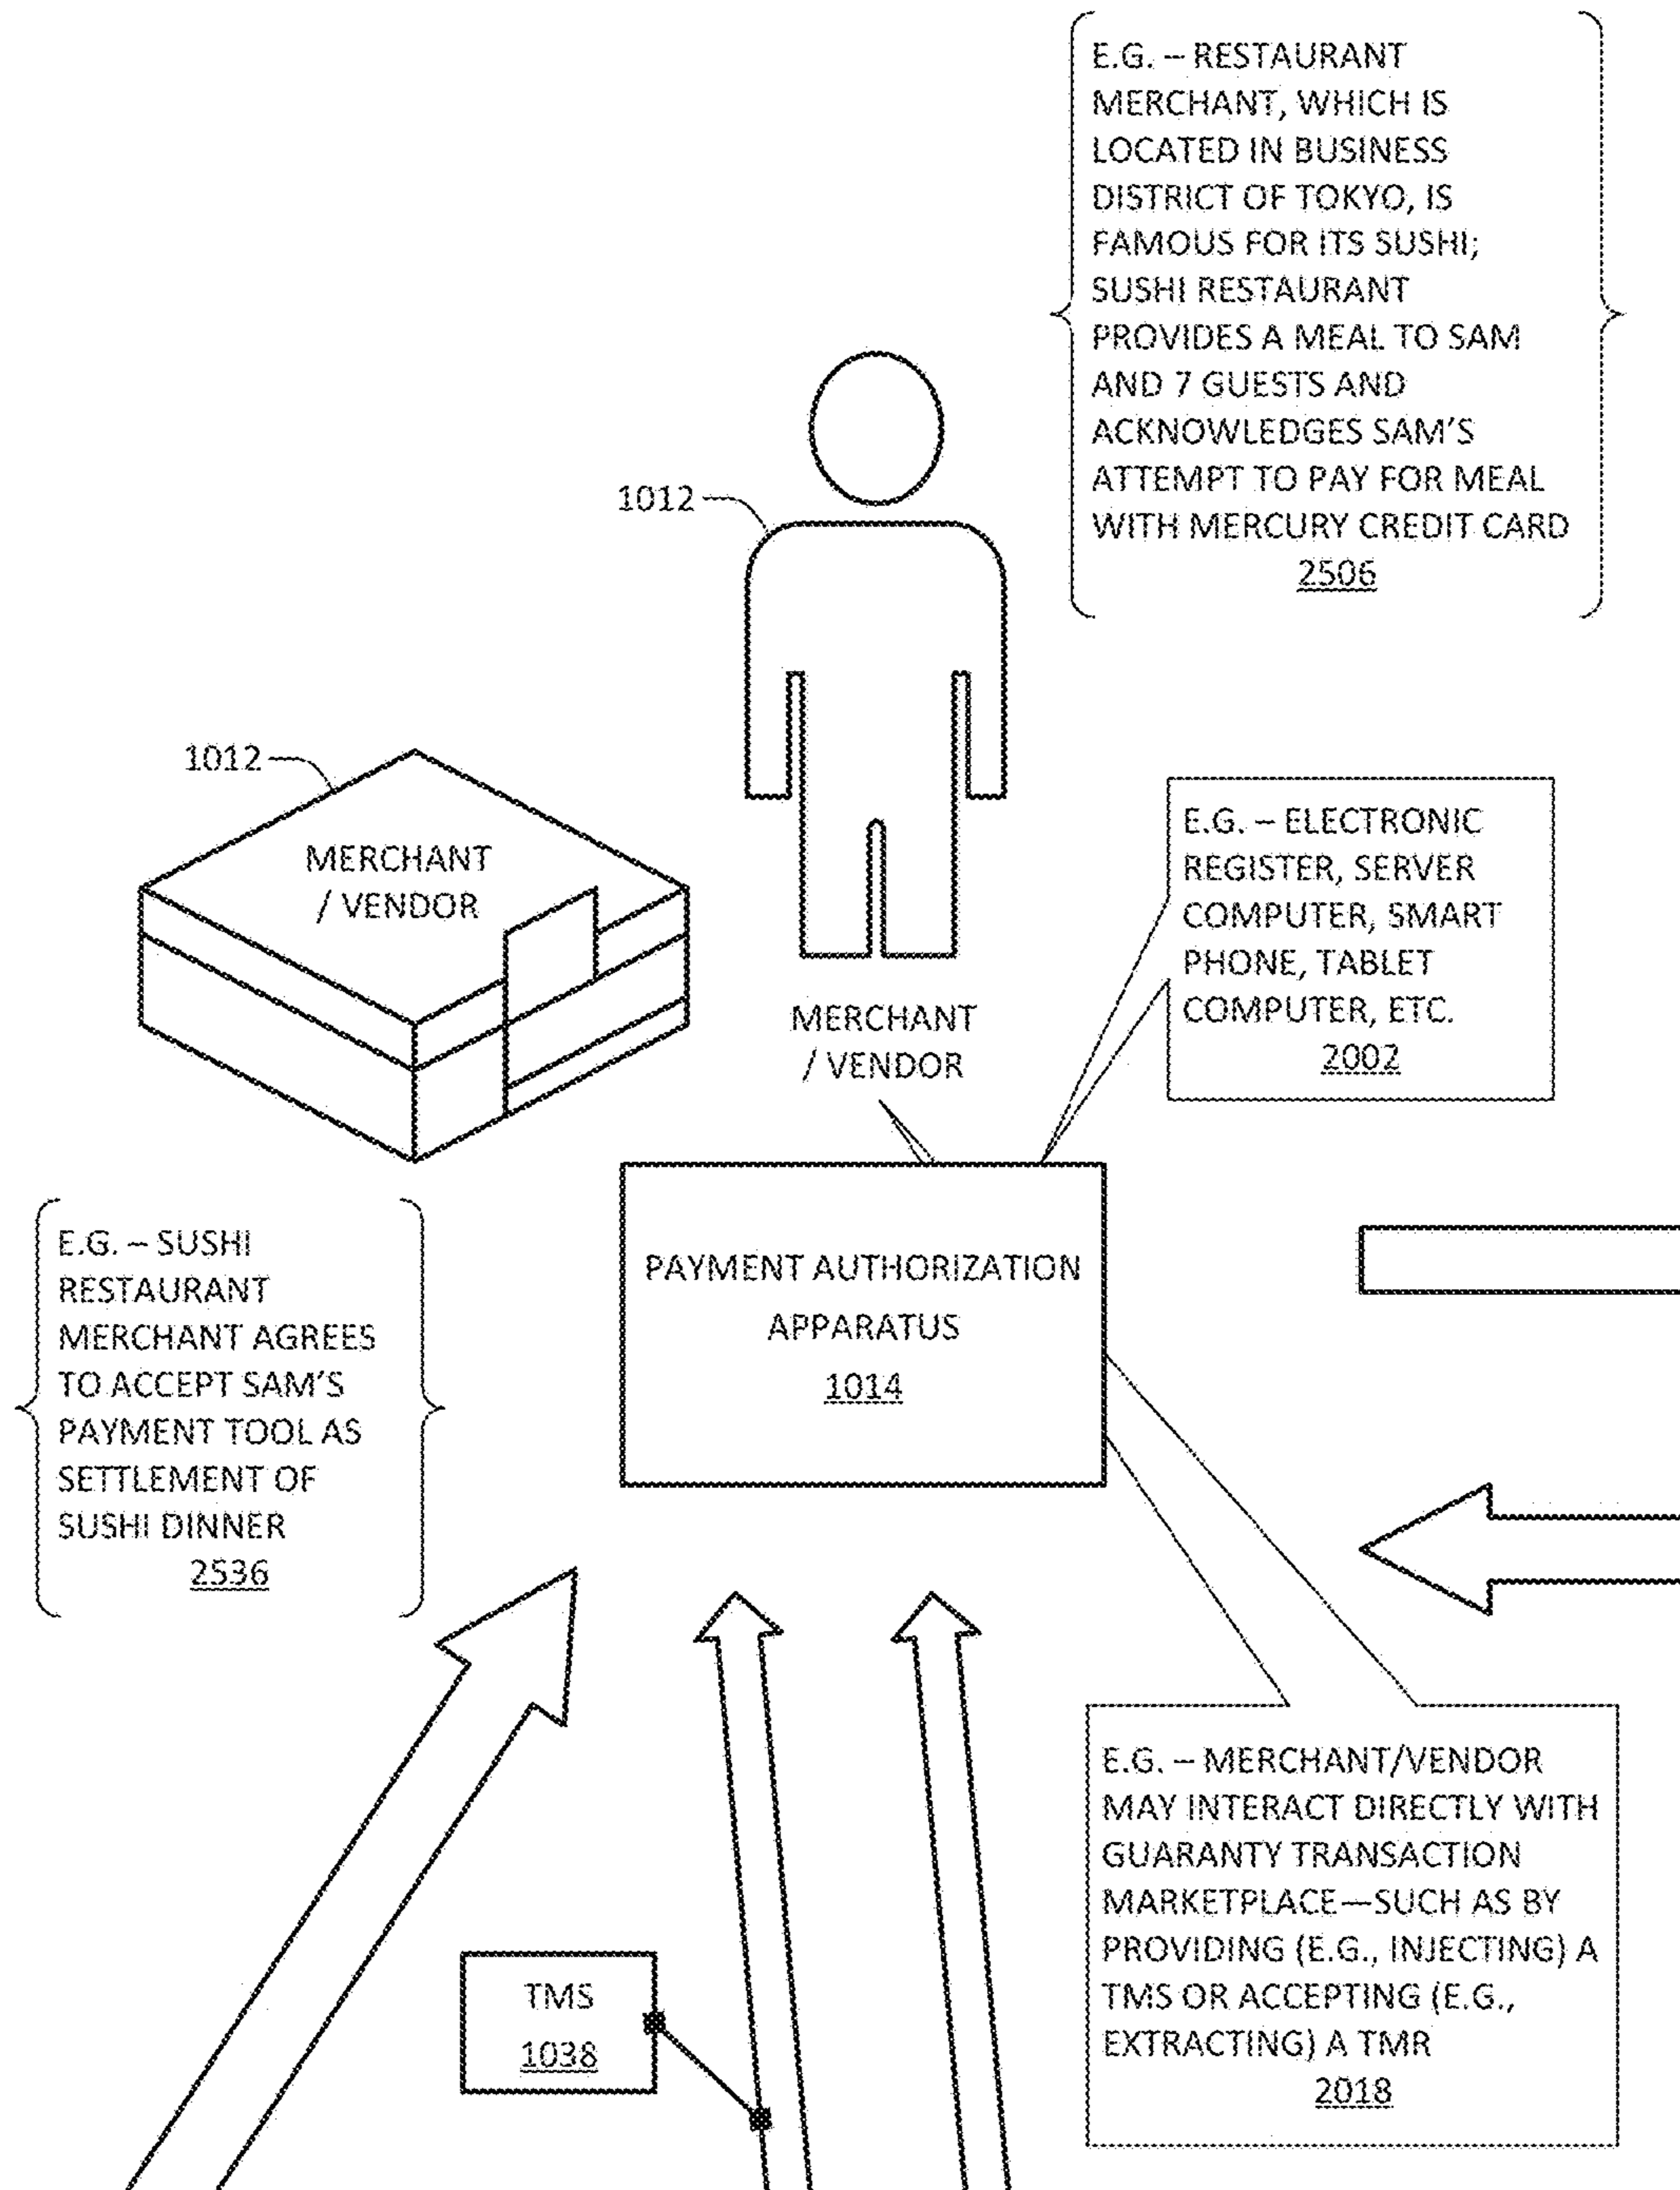 E.G. – RESTAURANT
MERCHANT, WHICH IS
LOCATED IN BUSINESS
DISTRICT OF TOKYO, IS
FAMOUS FOR ITS SUSHI;
SUSHI RESTAURANT
PROVIDES A MEAL TO SAM
AND 7 GUESTS AND
ACKNOWLEDGES SAM'S
ATTEMPT TO PAY FOR MEAL
WITH MERCURY CREDIT CARD
2506
1012
1012
MERCHANT
/ VENDOR
E.G. – ELECTRONIC
REGISTER, SERVER
COMPUTER, SMART
PHONE, TABLET
COMPUTER, ETC.
2002
MERCHANT
/ VENDOR
E.G. – SUSHI
RESTAURANT
MERCHANT AGREES
TO ACCEPT SAM'S
PAYMENT TOOL AS
SETTLEMENT OF
SUSHI DINNER
2536
PAYMENT AUTHORIZATION
APPARATUS
1014
E.G. – MERCHANT/VENDOR
MAY INTERACT DIRECTLY WITH
GUARANTY TRANSACTION
MARKETPLACE—SUCH AS BY
PROVIDING (E.G., INJECTING) A
TMS OR ACCEPTING (E.G.,
EXTRACTING) A TMR
2018
TMS
1038